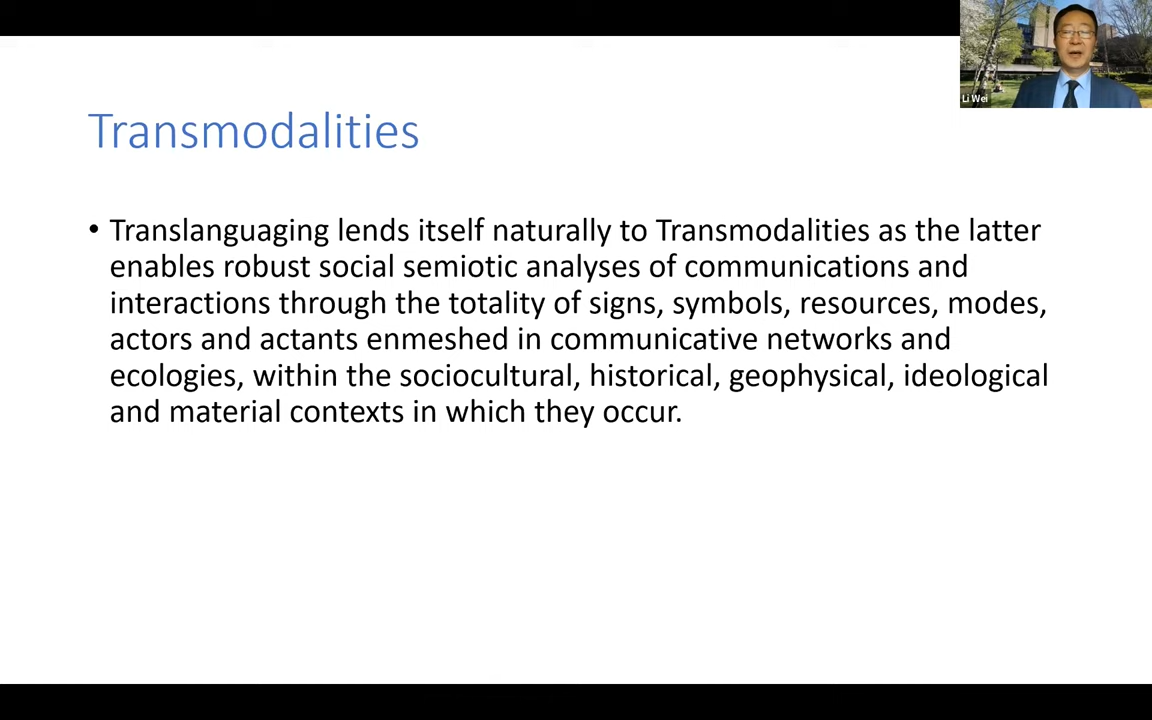 Li Wei
Transmodalities
• Translanguaging lends itself naturally to Transmodalities as the latter
enables robust social semiotic analyses of communications and
interactions through the totality of signs, symbols, resources, modes,
actors and actants enmeshed in communicative networks and
ecologies, within the sociocultural, historical, geophysical, ideological
and material contexts in which they occur.